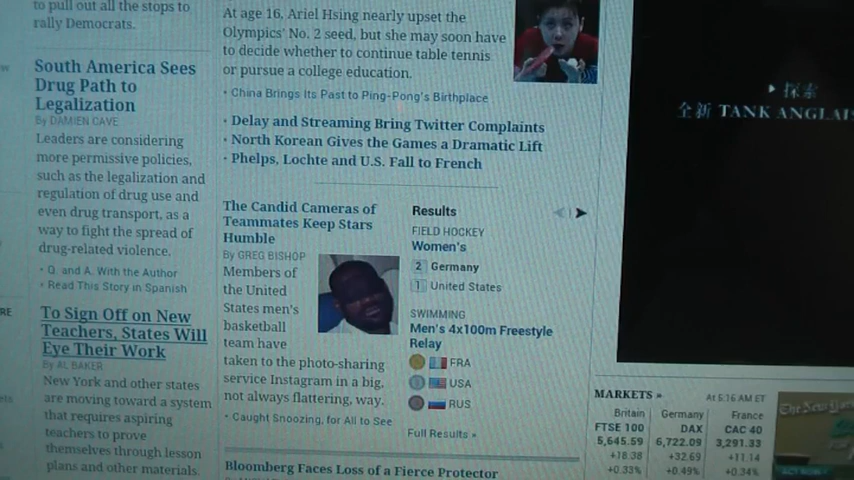 to pull out all the stops to
rally Democrats.
South America Sees
Drug Path to
Legalization
By DAMIEN CAVE
Leaders are considering
more permissive policies,
such as the legalization and
regulation of drug use and
even drug transport, as a
way to fight the spread of
drug-related violence.
• Q. and A. With the Author
• Read This Story in Spanish
To Sign Off on New
Teachers, States Will
Eye Their Work
By AL BAKER
New York and other states
are moving toward a system
that requires aspiring
teachers to prove
themselves through lesson
plans and other materials.
At age 16, Ariel Hsing nearly upset the
Olympics' No. 2 seed, but she may soon have
to decide whether to continue table tennis
or pursue a college education.
• China Brings Its Past to Ping-Pong's Birthplace
• Delay and Streaming Bring Twitter Complaints
• North Korean Gives the Games a Dramatic Lift
• Phelps, Lochte and U.S. Fall to French
The Candid Cameras of
Teammates Keep Stars
Humble
By GREG BISHOP
Members of
the United
States men's
basketball
team have
taken to the photo-sharing
service Instagram in a big,
not always flattering, way.
• Caught Snoozing, for All to See
Results
FIELD HOCKEY
Women's
2 Germany
1 United States
SWIMMING
Men's 4x100m Freestyle
Relay
FRA
USA
RUS
Full Results »
Bloomberg Faces Loss of a Fierce Protector
探索
全新 TANK ANGLAIS
MARKETS »
At 5:16 AM ET
Britain
FTSE 100
5,645.59
+18.38
+0.33%
Germany
DAX
6,722.09
+32.69
+0.49%
France
CAC 40
3,291.33
+11.14
+0.34%
The New York